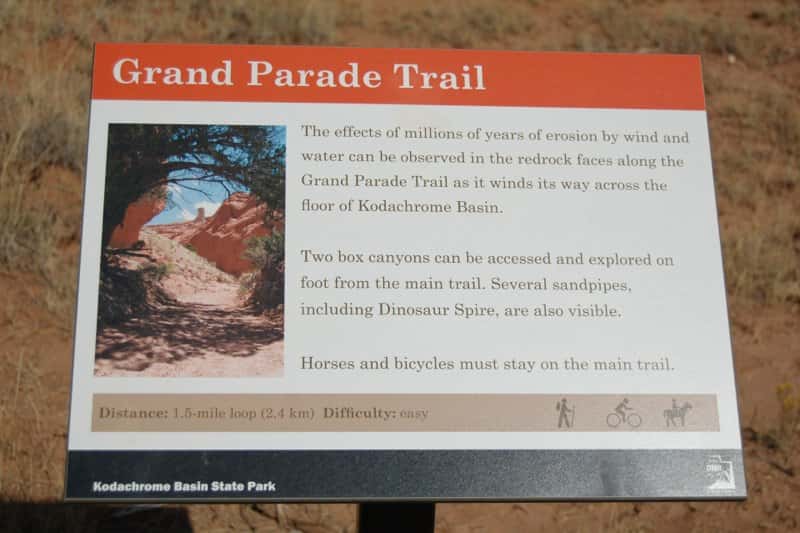 Grand Parade Trail
The effects of millions of years of erosion by wind and
water can be observed in the redrock faces along the
Grand Parade Trail as it winds its way across the
floor of Kodachrome Basin.
Two box canyons can be accessed and explored on
foot from the main trail. Several sandpipes,
including Dinosaur Spire, are also visible.
Horses and bicycles must stay on the main trail.
Distance: 1.5-mile loop (2.4 km) Difficulty: easy
Kodachrome Basin State Park